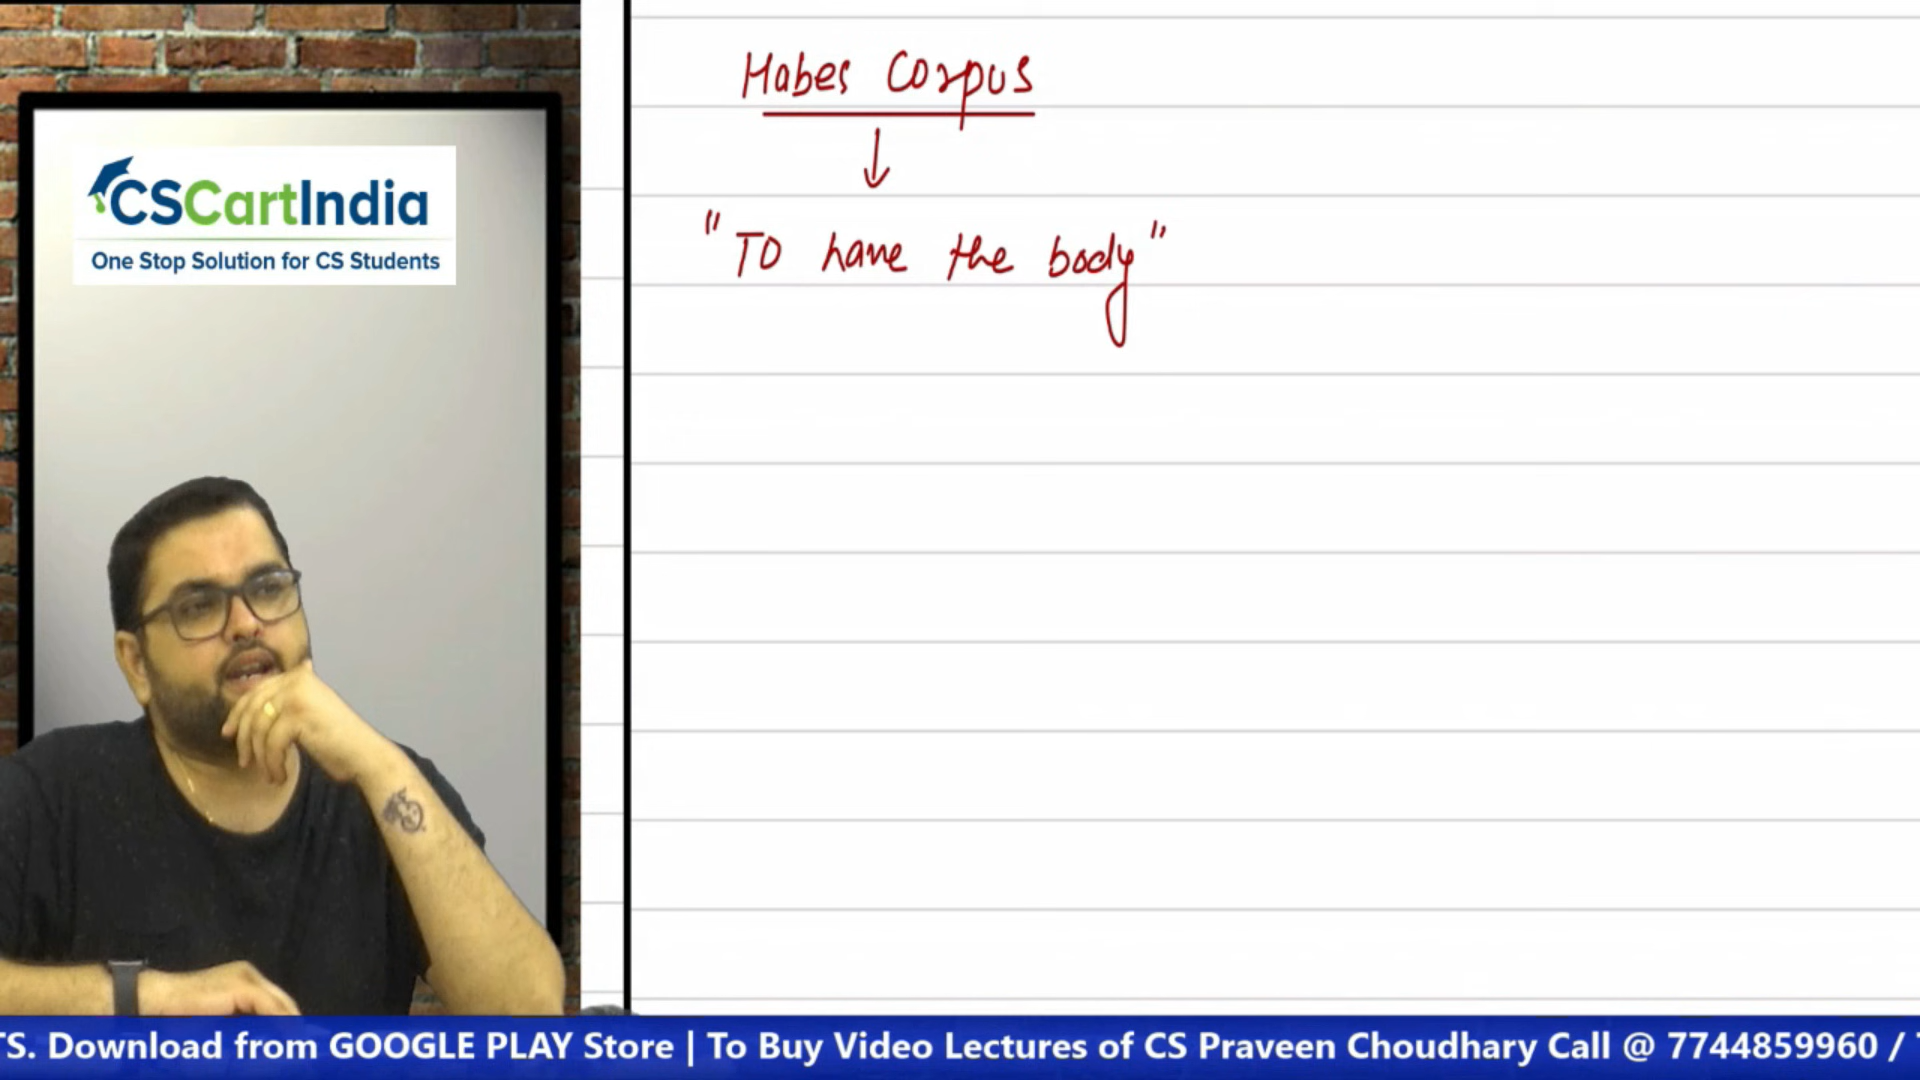 CSCartIndia
One Stop Solution for CS Students
Habes Corpus
"To have the body"
TS. Download from GOOGLE PLAY Store | To Buy Video Lectures of CS Praveen Choudhary Call @ 7744859960 /